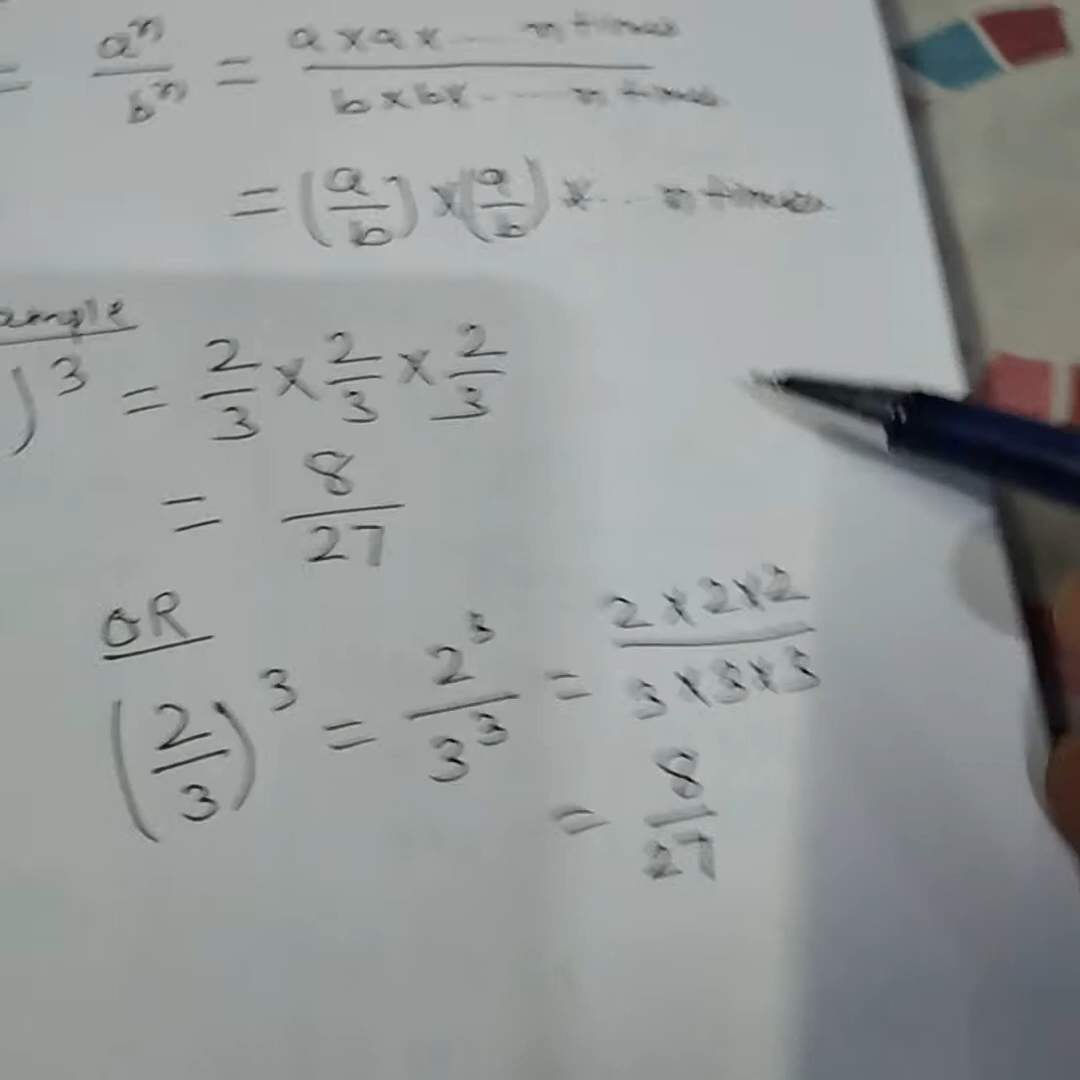 = aⁿ/bⁿ = a × a × ... n times / b × b × ... n times
= (a/b) × (a/b) × ... n times
ample
)³ = 2/3 × 2/3 × 2/3
= 8/27
OR
(2/3)³ = 2³/3³ = 2×2×2 / 3×3×3
= 8/27